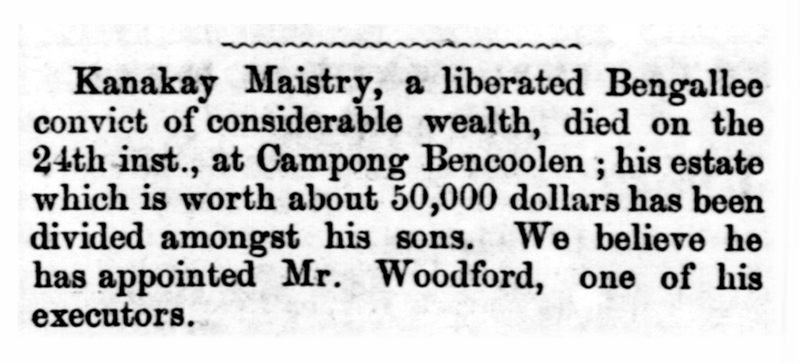 Kanakay Maistry, a liberated Bengallee
convict of considerable wealth, died on the
24th inst., at Campong Bencoolen ; his estate
which is worth about 50,000 dollars has been
divided amongst his sons. We believe he
has appointed Mr. Woodford, one of his
executors.